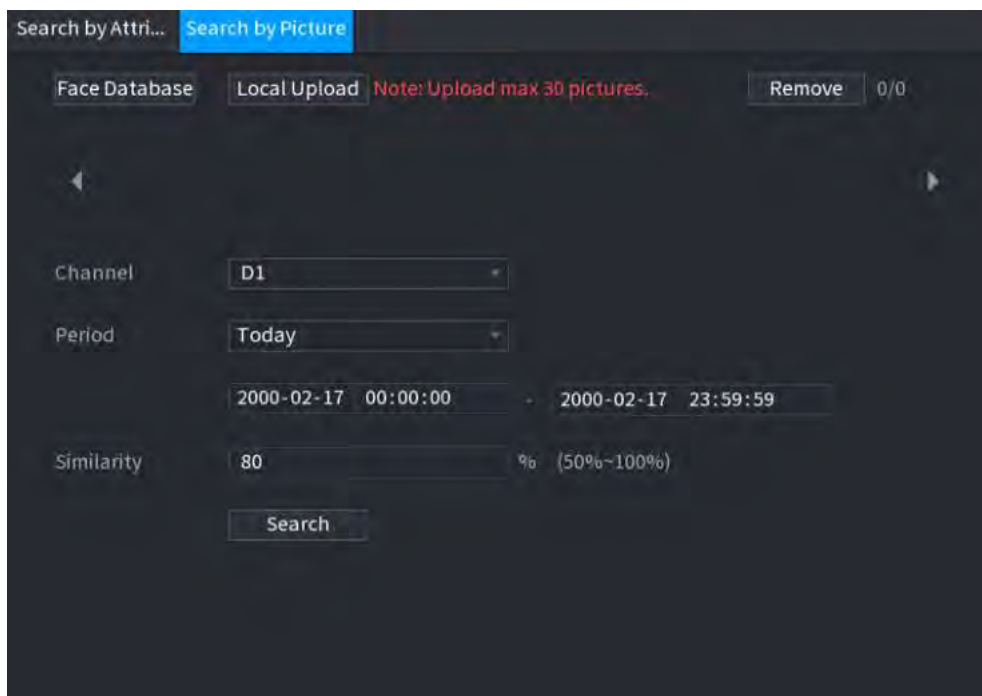 Search by Attri... Search by Picture
Face Database Local Upload Note: Upload max 30 pictures. Remove 0/0
Channel D1
Period Today
2000-02-17 00:00:00 - 2000-02-17 23:59:59
Similarity 80 % (50%~100%)
Search